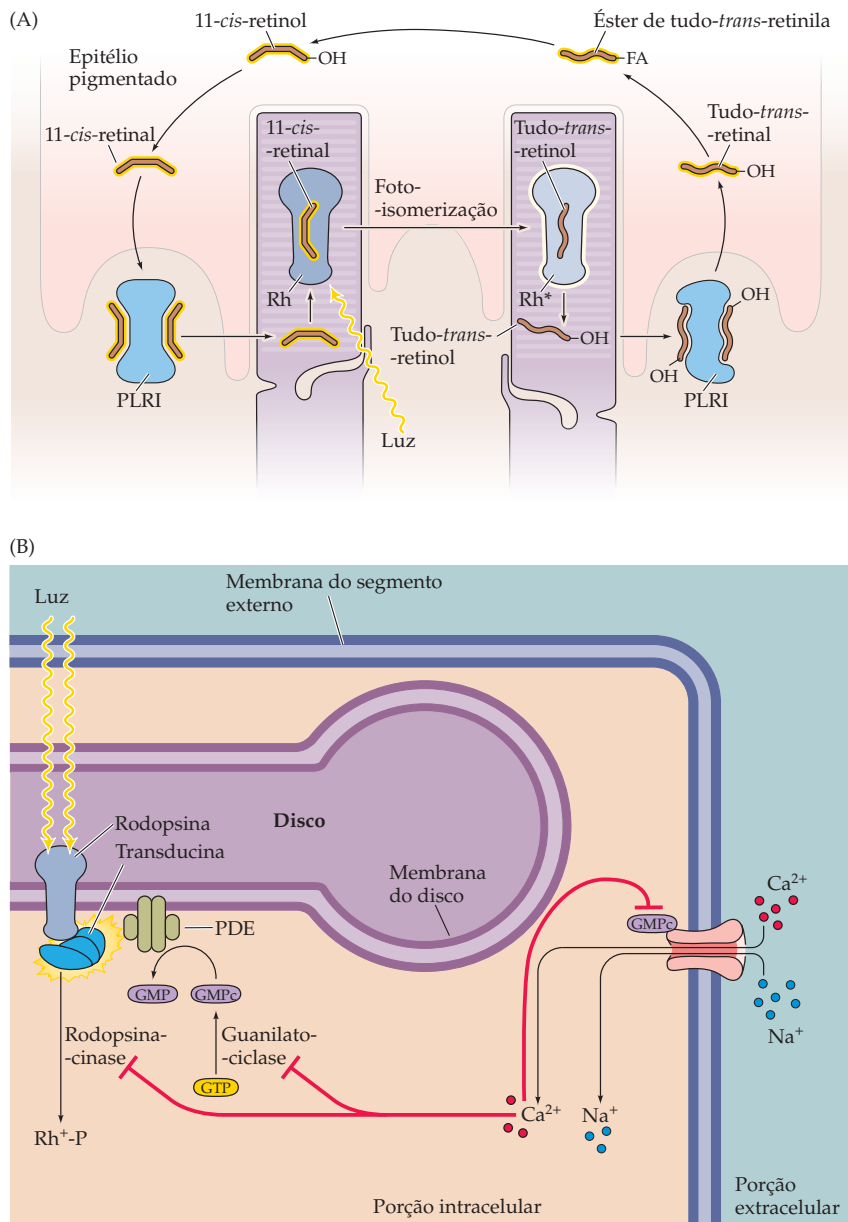 (A)
11-cis-retinol
OH
Éster de tudo-trans-retinila
FA
Epitélio
pigmentado
11-cis-retinal
11-cis-
-retinal
Foto-
-isomerização
Tudo-trans-
-retinol
Tudo-trans-
-retinal
OH
Rh
Rh*
Tudo-trans-
-retinol
OH
OH
OH
PLRI
PLRI
Luz
(B)
Luz
Membrana do segmento
externo
Rodopsina
Transducina
Disco
Membrana
do disco
PDE
GMP
GMPc
GMPc
Ca2+
Na+
Rodopsina-
-cinase
Guanilato-
-ciclase
GTP
Ca2+
Na+
Rh+-P
Porção intracelular
Porção
extracelular